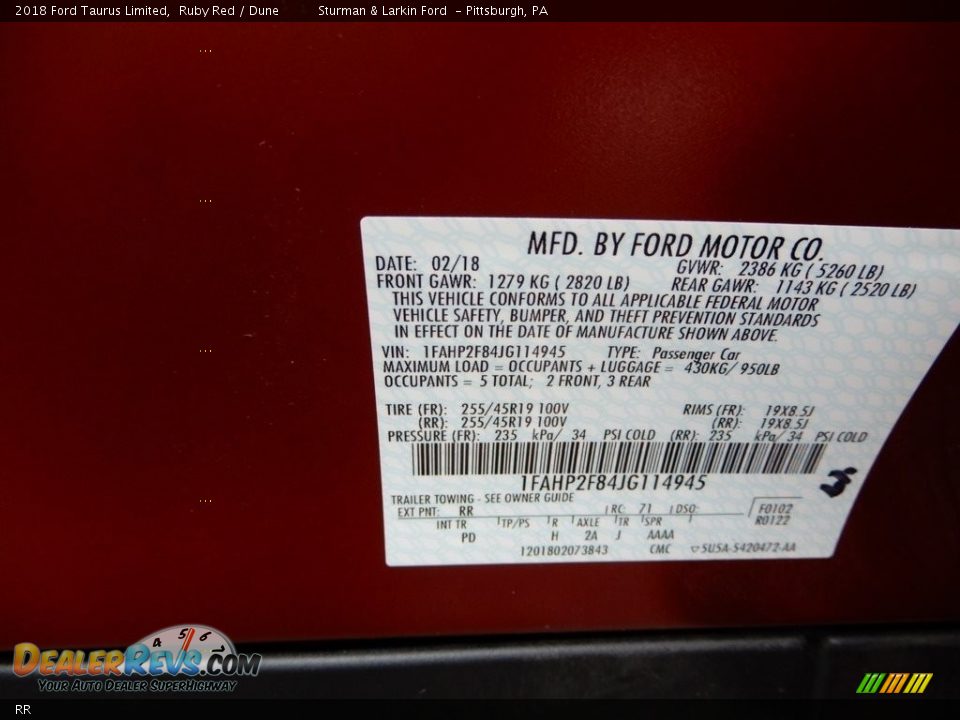 2018 Ford Taurus Limited, Ruby Red / Dune Sturman & Larkin Ford - Pittsburgh, PA
...
...
...
...
MFD. BY FORD MOTOR CO.
DATE: 02/18 GVWR: 2386 KG ( 5260 LB)
FRONT GAWR: 1279 KG ( 2820 LB) REAR GAWR: 1143 KG ( 2520 LB)
THIS VEHICLE CONFORMS TO ALL APPLICABLE FEDERAL MOTOR
VEHICLE SAFETY, BUMPER, AND THEFT PREVENTION STANDARDS
IN EFFECT ON THE DATE OF MANUFACTURE SHOWN ABOVE.
VIN: 1FAHP2F84JG114945 TYPE: Passenger Car
MAXIMUM LOAD = OCCUPANTS + LUGGAGE = 430KG/ 950LB
OCCUPANTS = 5 TOTAL; 2 FRONT, 3 REAR
TIRE (FR): 255/45R19 100V RIMS (FR): 19X8.5J
(RR): 255/45R19 100V (RR): 19X8.5J
PRESSURE (FR): 235 kPa/ 34 PSI COLD (RR): 235 kPa/ 34 PSI COLD
1FAHP2F84JG114945
TRAILER TOWING - SEE OWNER GUIDE
EXT PNT: RR RC: 71 DSO: F0102
INT TR TP/PS R AXLE TR SPR R0122
PD H 2A J AAAA
1201802073843 CMC 5U5A-5420472-AA
4 5 6
DEALERREVS.COM
YOUR AUTO DEALER SUPERHIGHWAY
RR